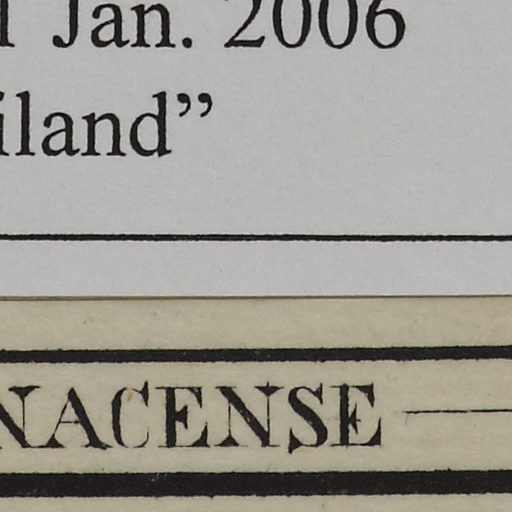 Jan. 2006
iland”
NACENSE